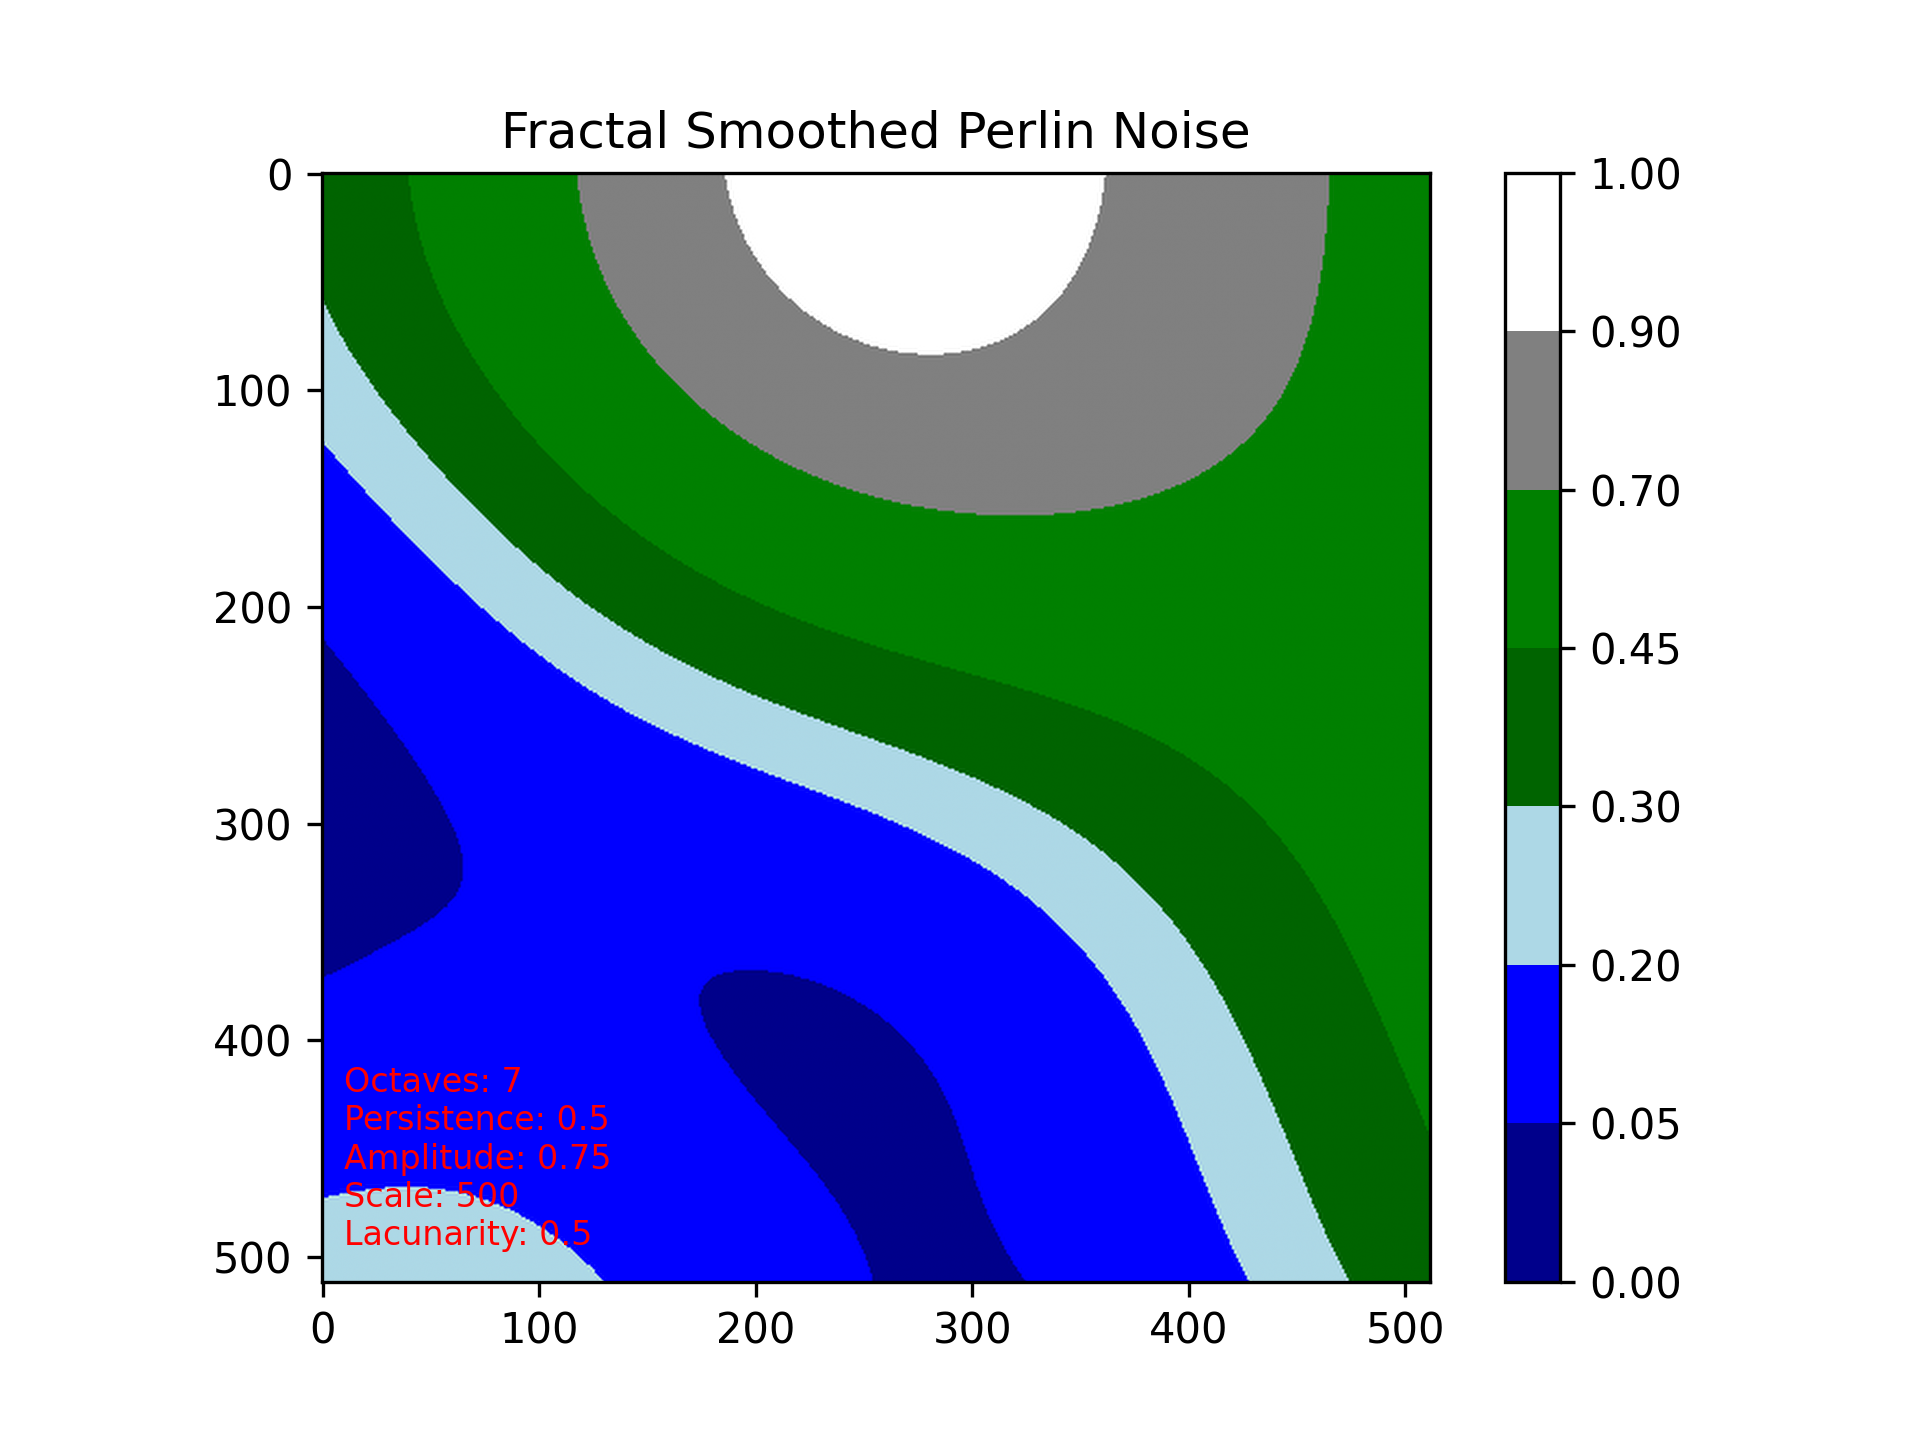 Fractal Smoothed Perlin Noise
0
100
200
300
400
500
Octaves: 7
Persistence: 0.5
Amplitude: 0.75
Scale: 500
Lacunarity: 0.5
0 100 200 300 400 500
1.00
0.90
0.70
0.45
0.30
0.20
0.05
0.00